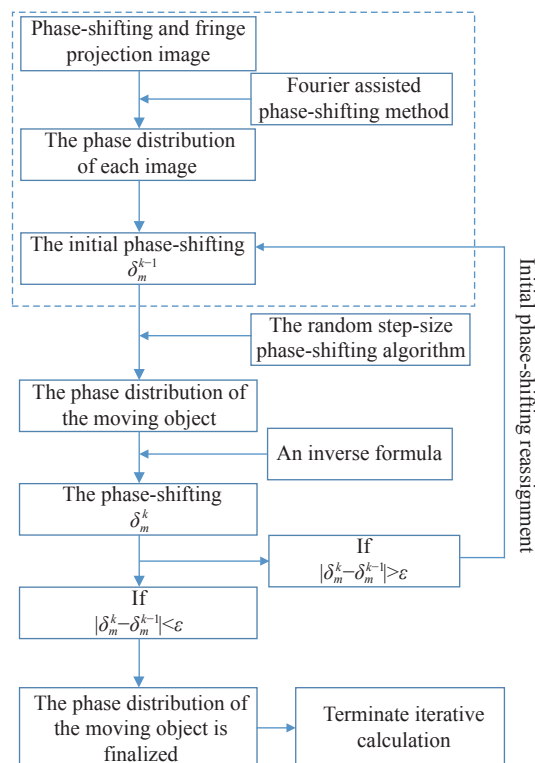 Phase-shifting and fringe
projection image
Fourier assisted
phase-shifting method
The phase distribution
of each image
The initial phase-shifting
δ_m^{k−1}
The random step-size
phase-shifting algorithm
The phase distribution of
the moving object
An inverse formula
The phase-shifting
δ_m^k
If
|δ_m^k−δ_m^{k−1}|>ε
Initial phase-shifting reassignment
If
|δ_m^k−δ_m^{k−1}|<ε
The phase distribution of
the moving object is
finalized
Terminate iterative
calculation